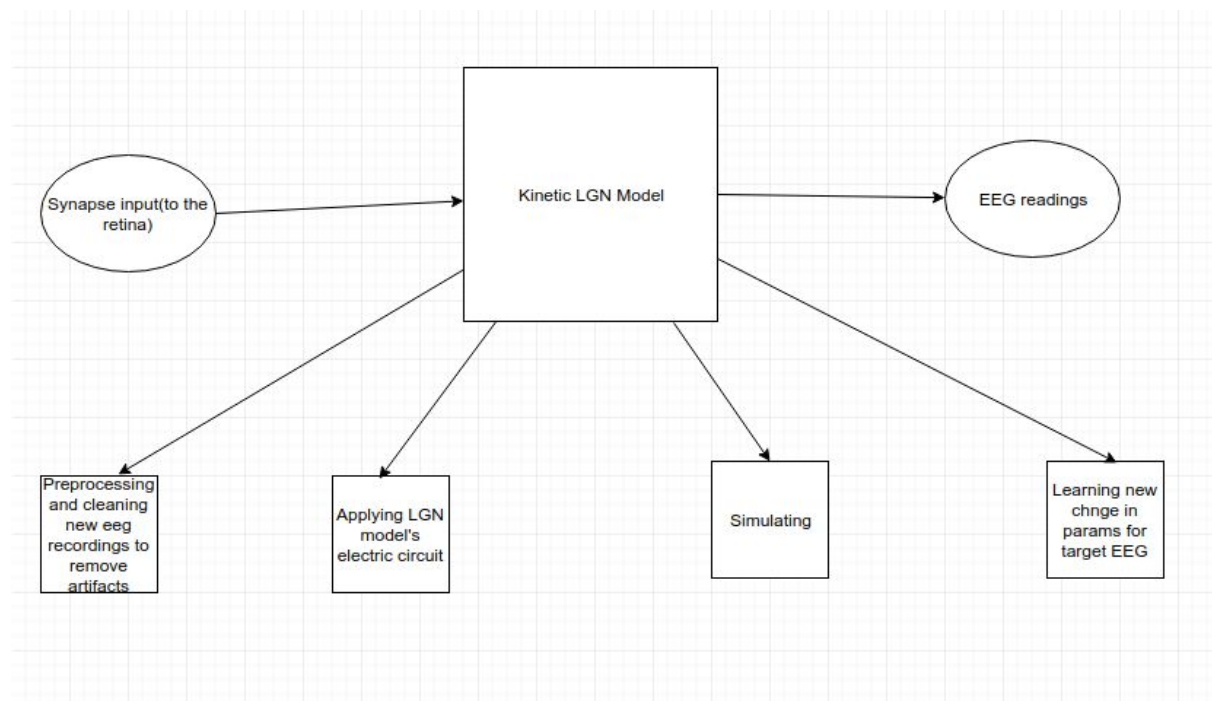 Kinetic LGN Model
Synapse input(to the
retina)
EEG readings
Preprocessing
and cleaning
new eeg
recordings to
remove
artifacts
Applying LGN
model's
electric circuit
Simulating
Learning new
chnge in
params for
target EEG